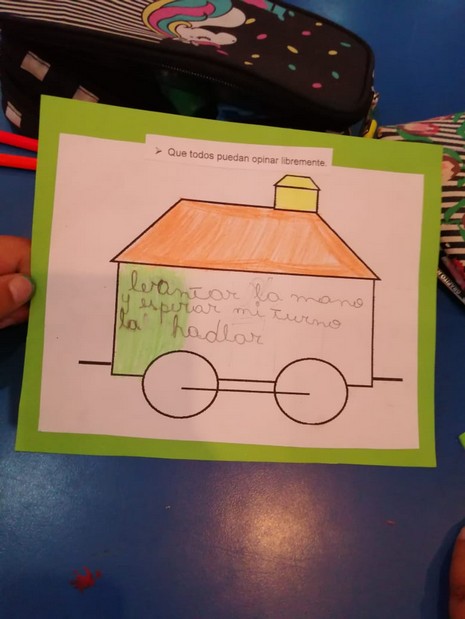 ➢ Que todos puedan opinar libremente.
levantar la mano
y esperar mi turno
la hadlar